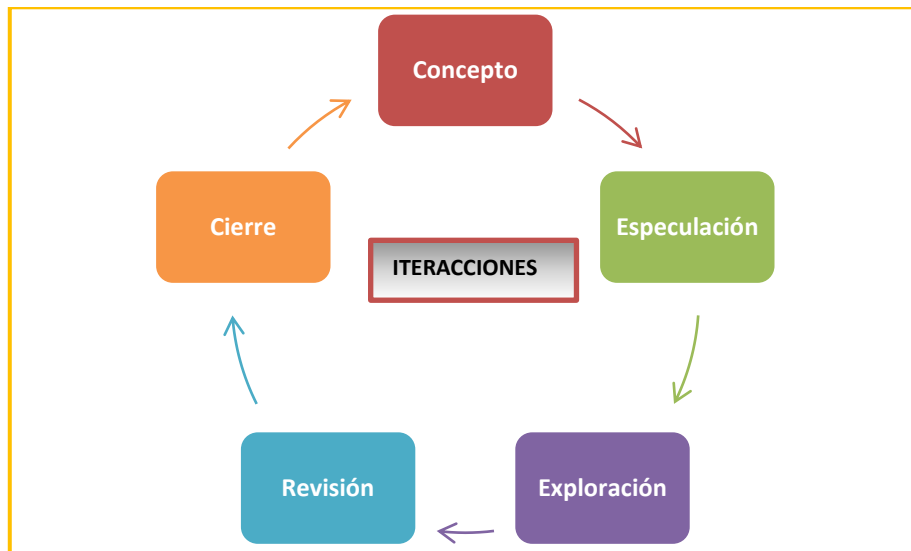 Concepto
Especulación
Exploración
Revisión
Cierre
ITERACCIONES